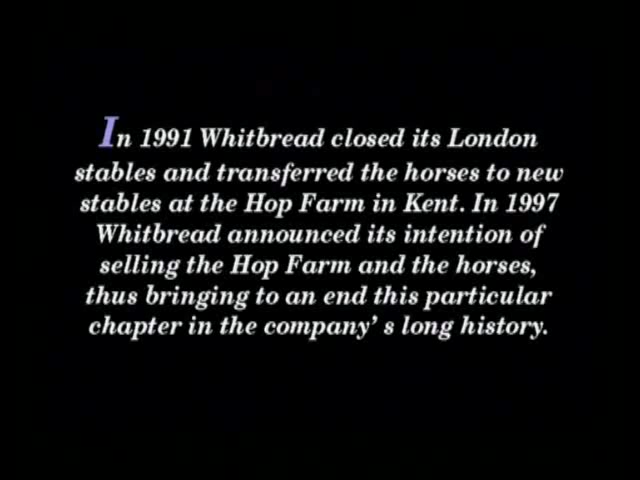 In 1991 Whitbread closed its London
stables and transferred the horses to new
stables at the Hop Farm in Kent. In 1997
Whitbread announced its intention of
selling the Hop Farm and the horses,
thus bringing to an end this particular
chapter in the company' s long history.